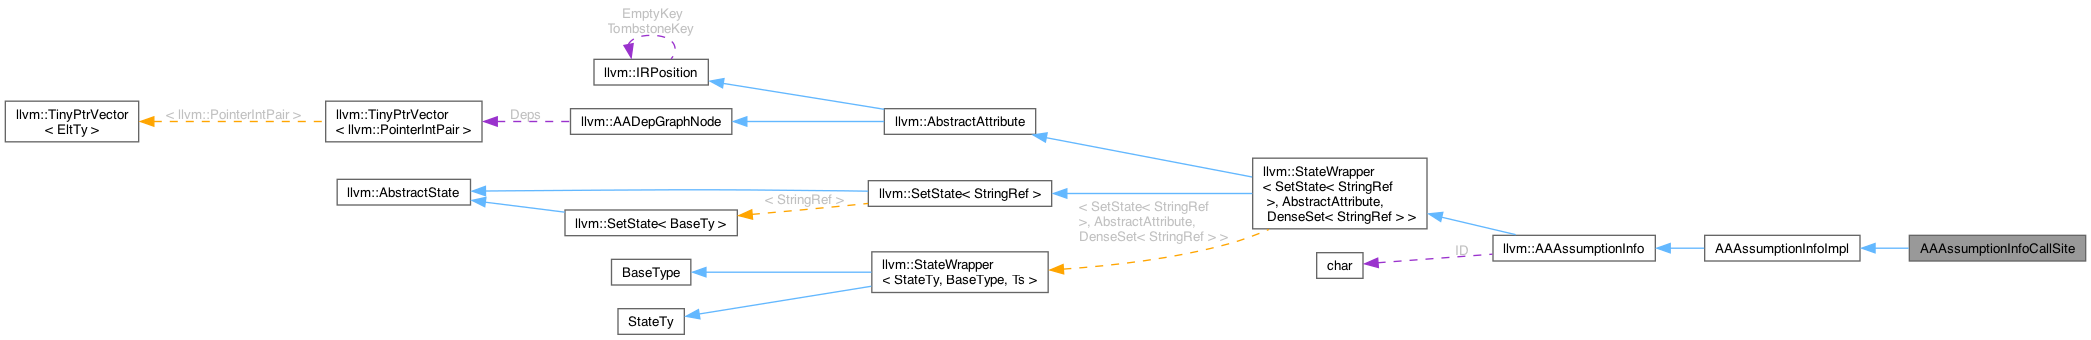 EmptyKey
TombstoneKey
llvm::IRPosition
llvm::TinyPtrVector
< EltTy >
< llvm::PointerIntPair >
llvm::TinyPtrVector
< llvm::PointerIntPair >
Deps
llvm::AADepGraphNode
llvm::AbstractAttribute
llvm::AbstractState
llvm::SetState< StringRef >
< StringRef >
llvm::SetState< BaseTy >
llvm::StateWrapper
< SetState< StringRef
>, AbstractAttribute,
DenseSet< StringRef > >
< SetState< StringRef
>, AbstractAttribute,
DenseSet< StringRef > >
BaseType
llvm::StateWrapper
< StateTy, BaseType, Ts >
StateTy
char
ID
llvm::AAAssumptionInfo
AAAssumptionInfoImpl
AAAssumptionInfoCallSite